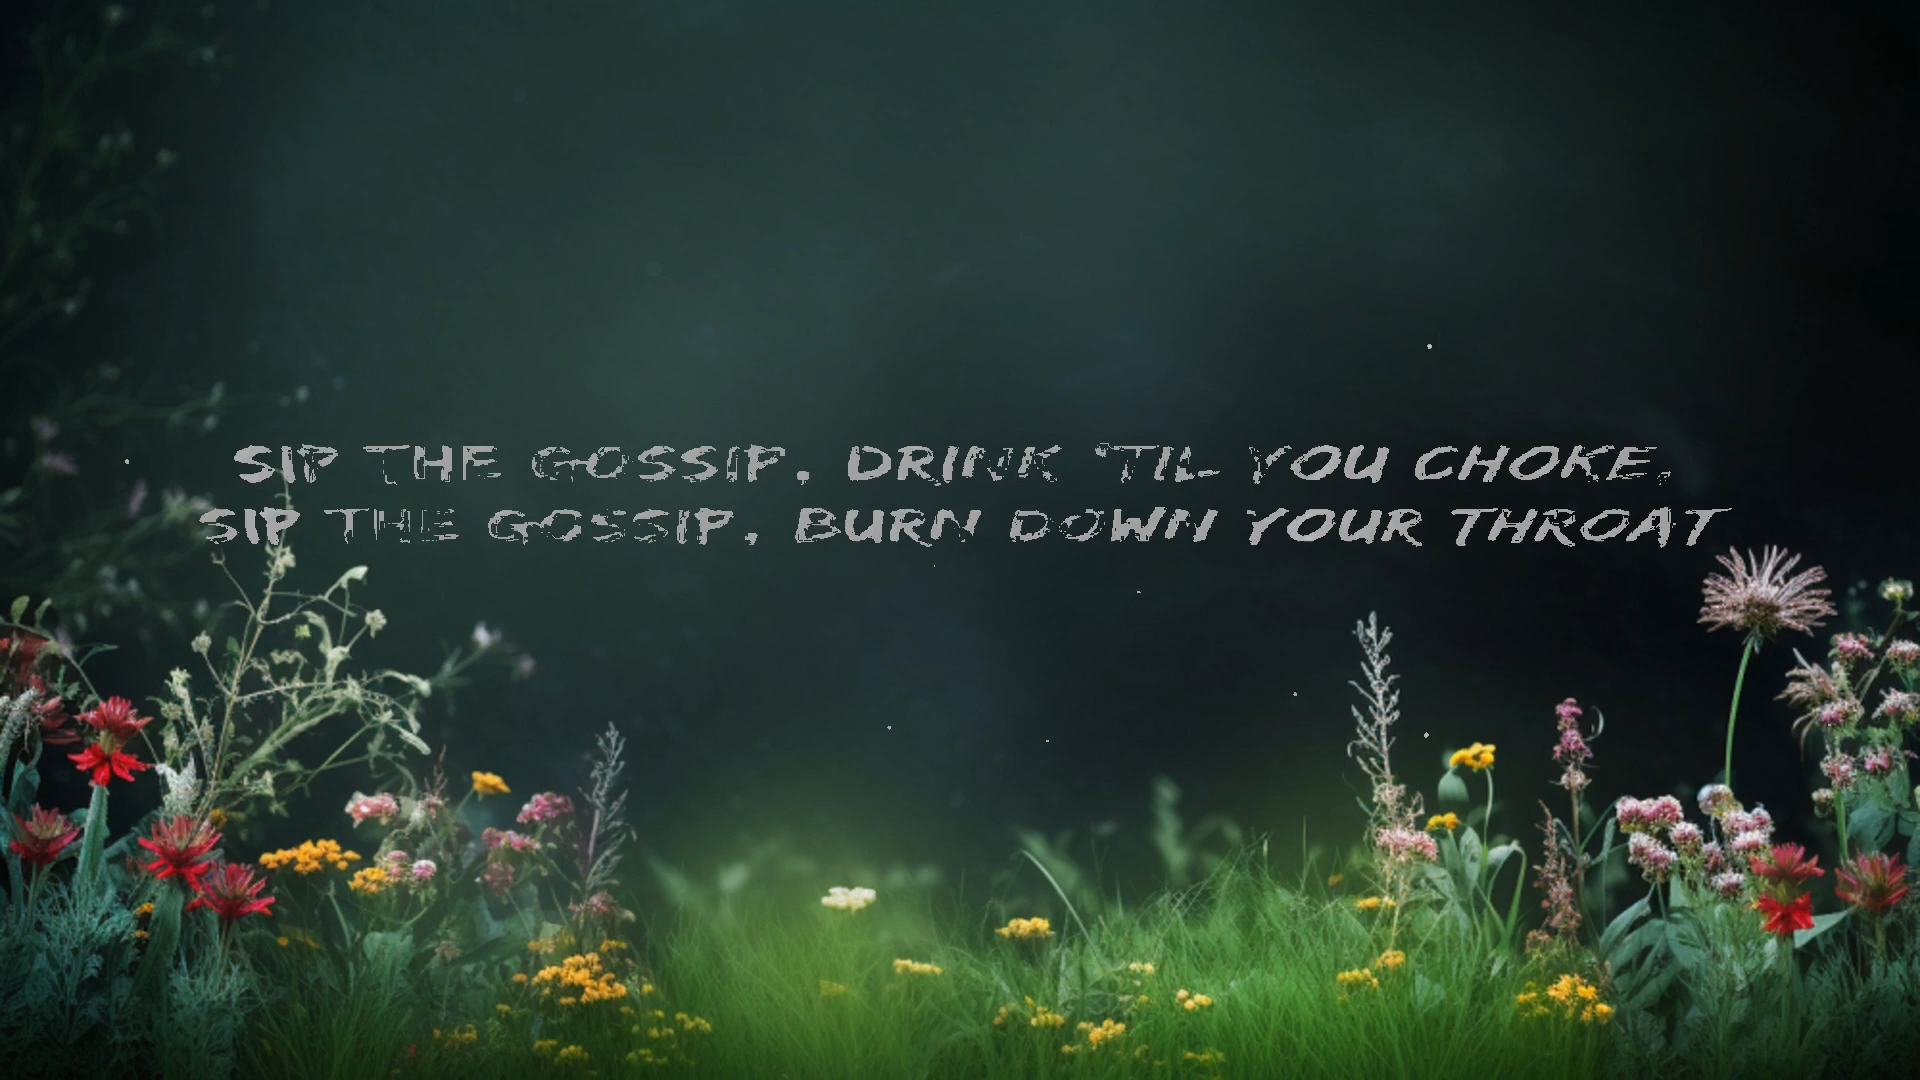 SIP THE GOSSIP, DRINK 'TIL YOU CHOKE,
SIP THE GOSSIP, BURN DOWN YOUR THROAT